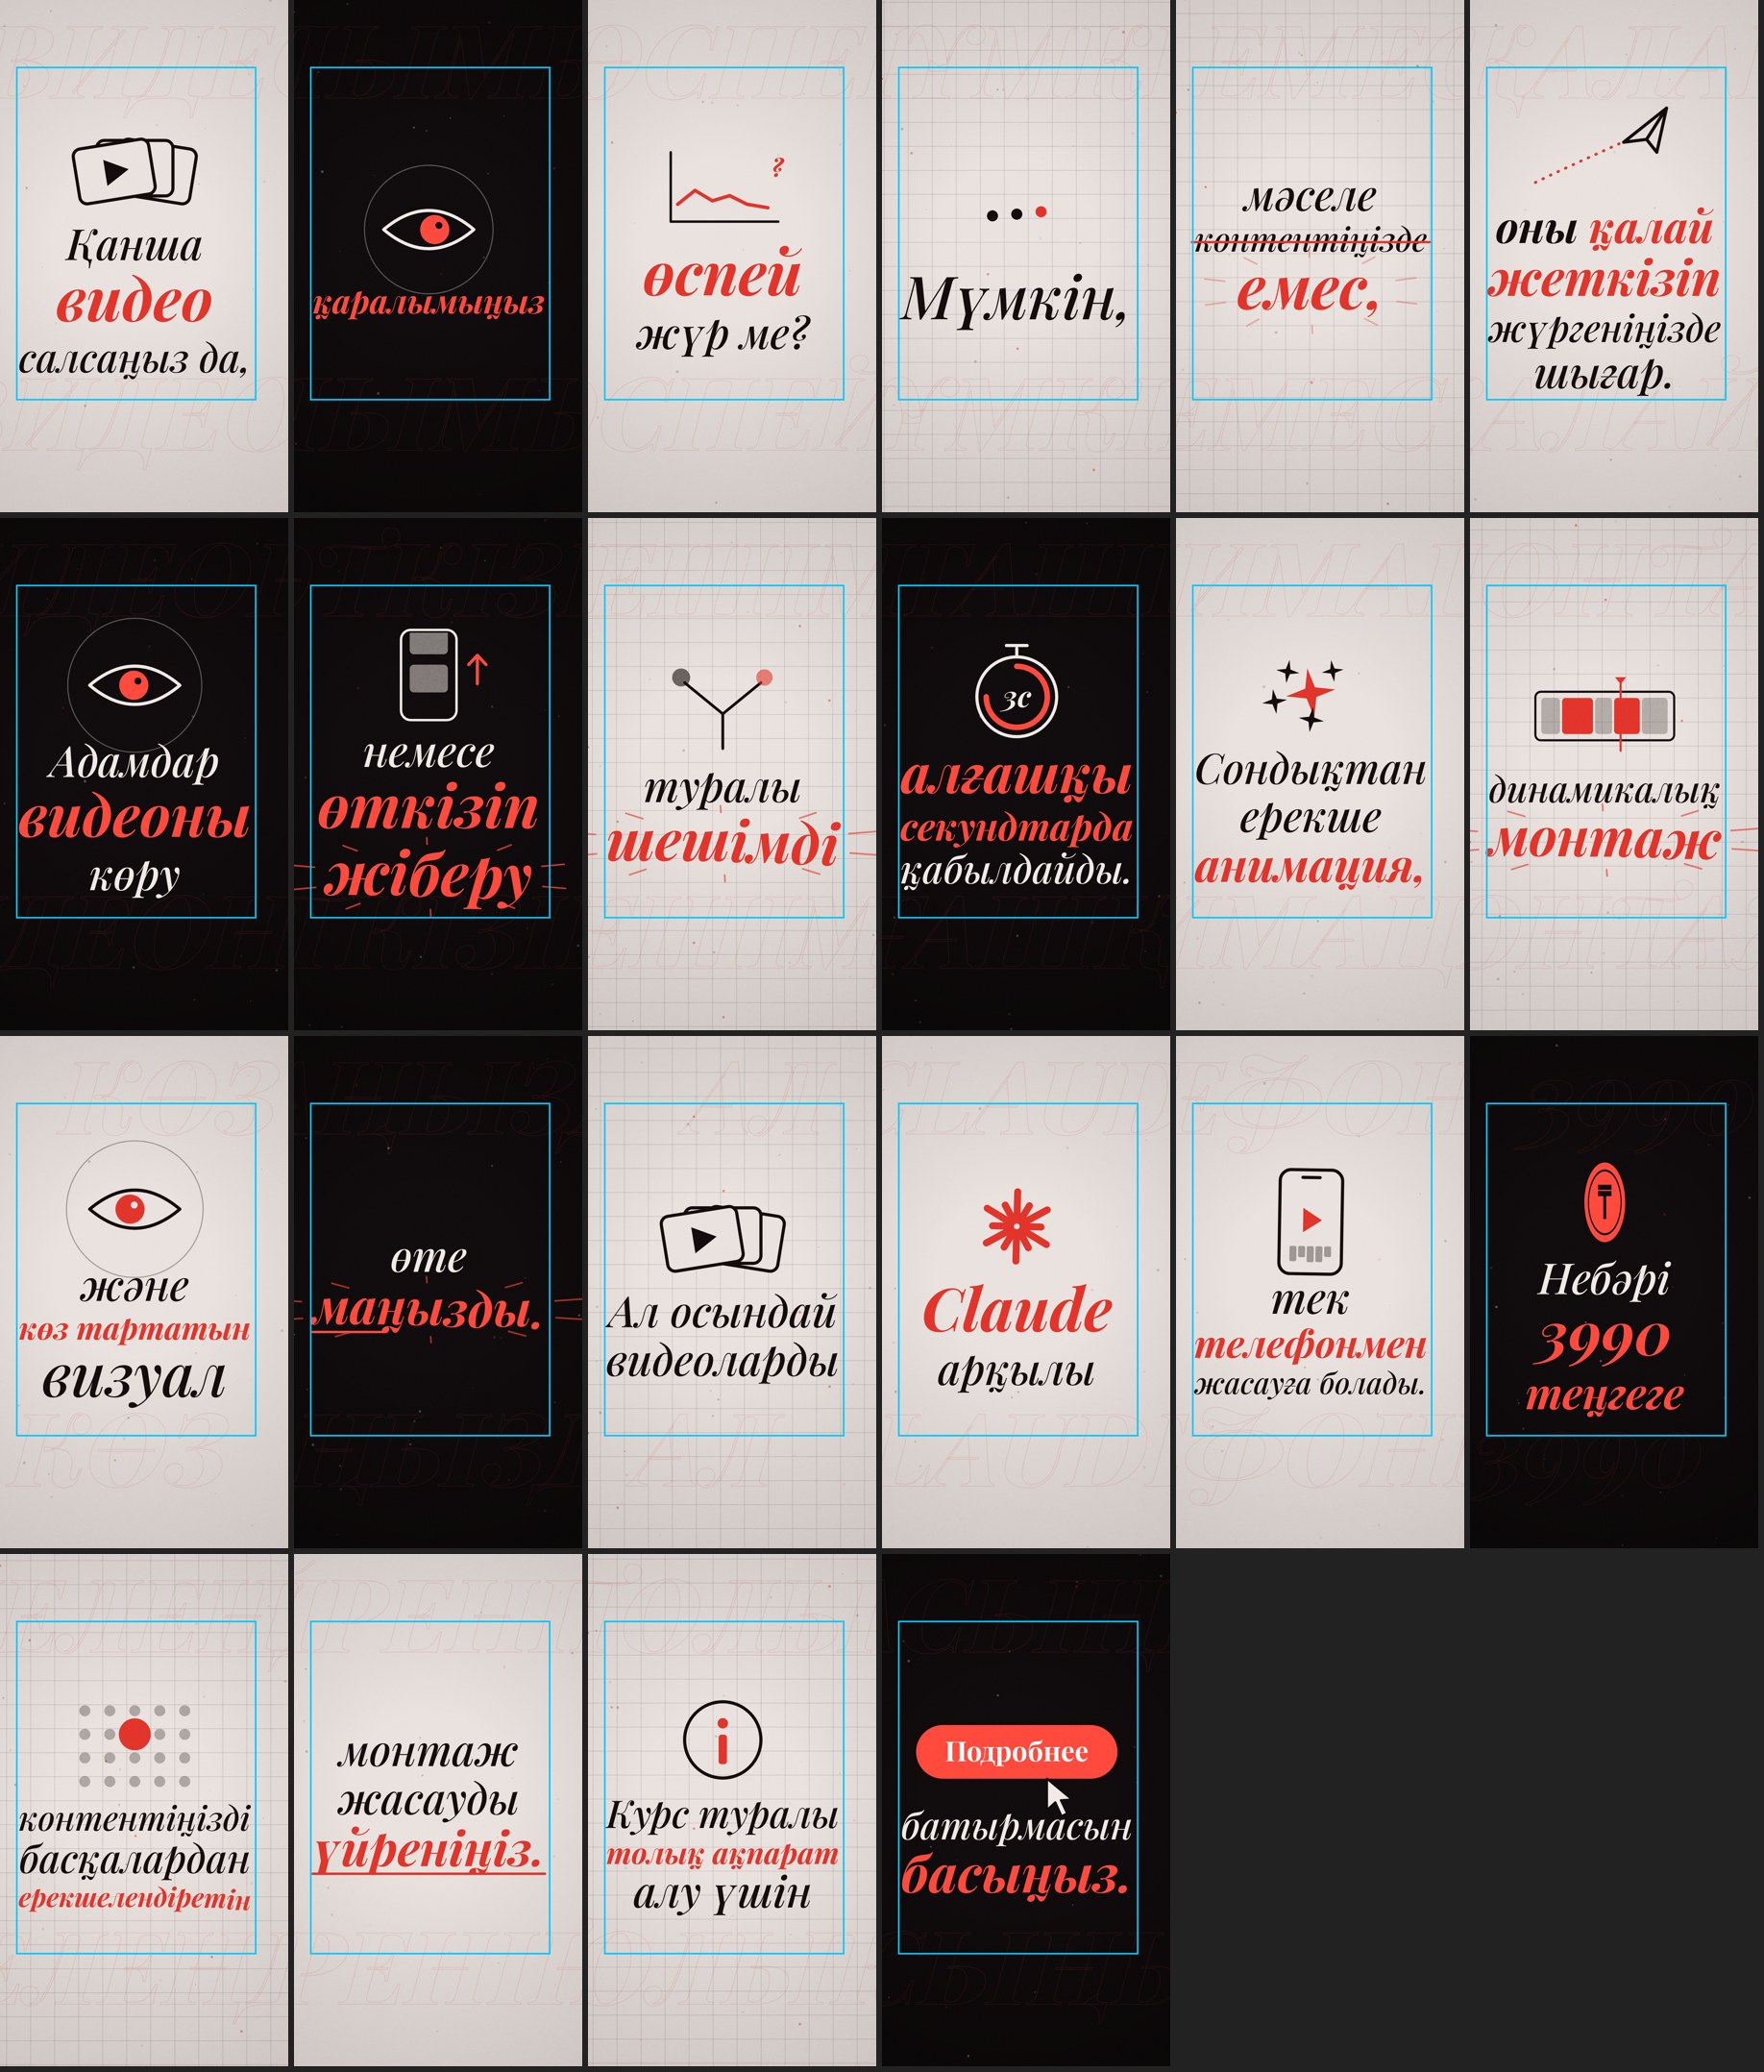 Қанша
видео
салсаңыз да,
қаралымыңыз
?
өспей
жүр ме?
Мүмкін,
мәселе
контентіңізде
емес,
оны қалай
жеткізіп
жүргеніңізде
шығар.
Адамдар
видеоны
көру
немесе
өткізіп
жіберу
туралы
шешімді
3с
алғашқы
секундтарда
қабылдайды.
Сондықтан
ерекше
анимация,
динамикалық
монтаж
және
көз тартатын
визуал
өте
маңызды.
Ал осындай
видеоларды
Claude
арқылы
тек
телефонмен
жасауға болады.
₸
Небәрі
3990
теңгеге
контентіңізді
басқалардан
ерекшелендіретін
монтаж
жасауды
үйреніңіз.
i
Курс туралы
толық ақпарат
алу үшін
Подробнее
батырмасын
басыңыз.